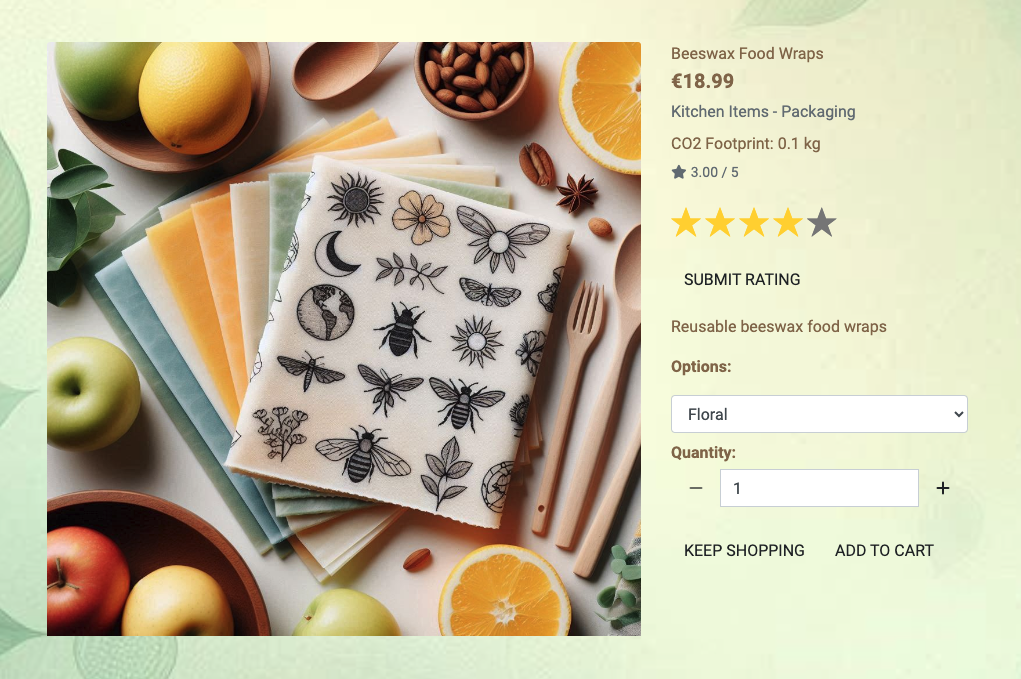 Beeswax Food Wraps
€18.99
Kitchen Items - Packaging
CO2 Footprint: 0.1 kg
3.00 / 5
SUBMIT RATING
Reusable beeswax food wraps
Options:
Floral
Quantity:
− 1 +
KEEP SHOPPING ADD TO CART